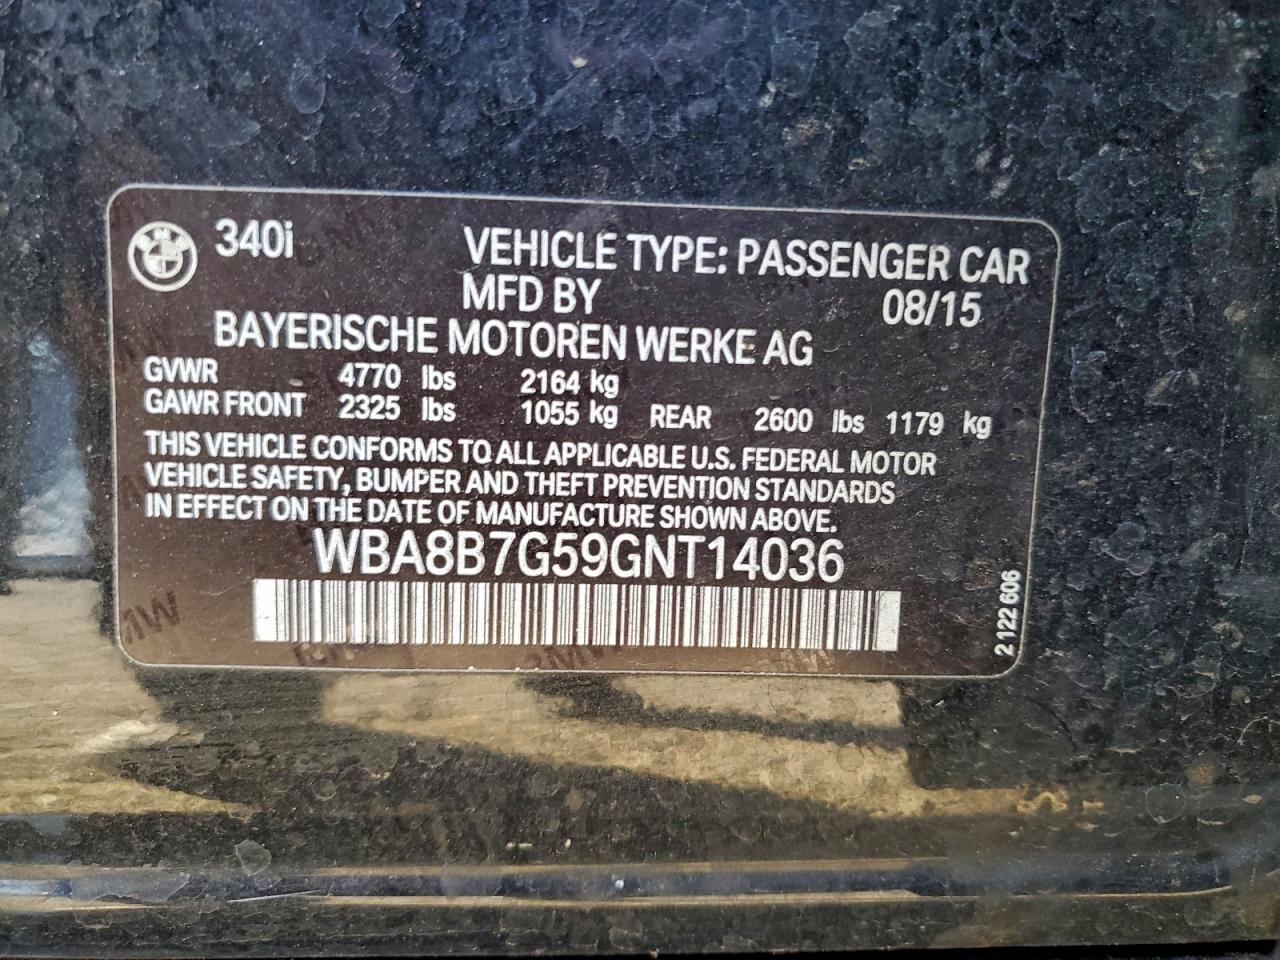 340i VEHICLE TYPE: PASSENGER CAR
MFD BY 08/15
BAYERISCHE MOTOREN WERKE AG
GVWR 4770 lbs 2164 kg
GAWR FRONT 2325 lbs 1055 kg REAR 2600 lbs 1179 kg
THIS VEHICLE CONFORMS TO ALL APPLICABLE U.S. FEDERAL MOTOR
VEHICLE SAFETY, BUMPER AND THEFT PREVENTION STANDARDS
IN EFFECT ON THE DATE OF MANUFACTURE SHOWN ABOVE.
WBA8B7G59GNT14036
2 122 606